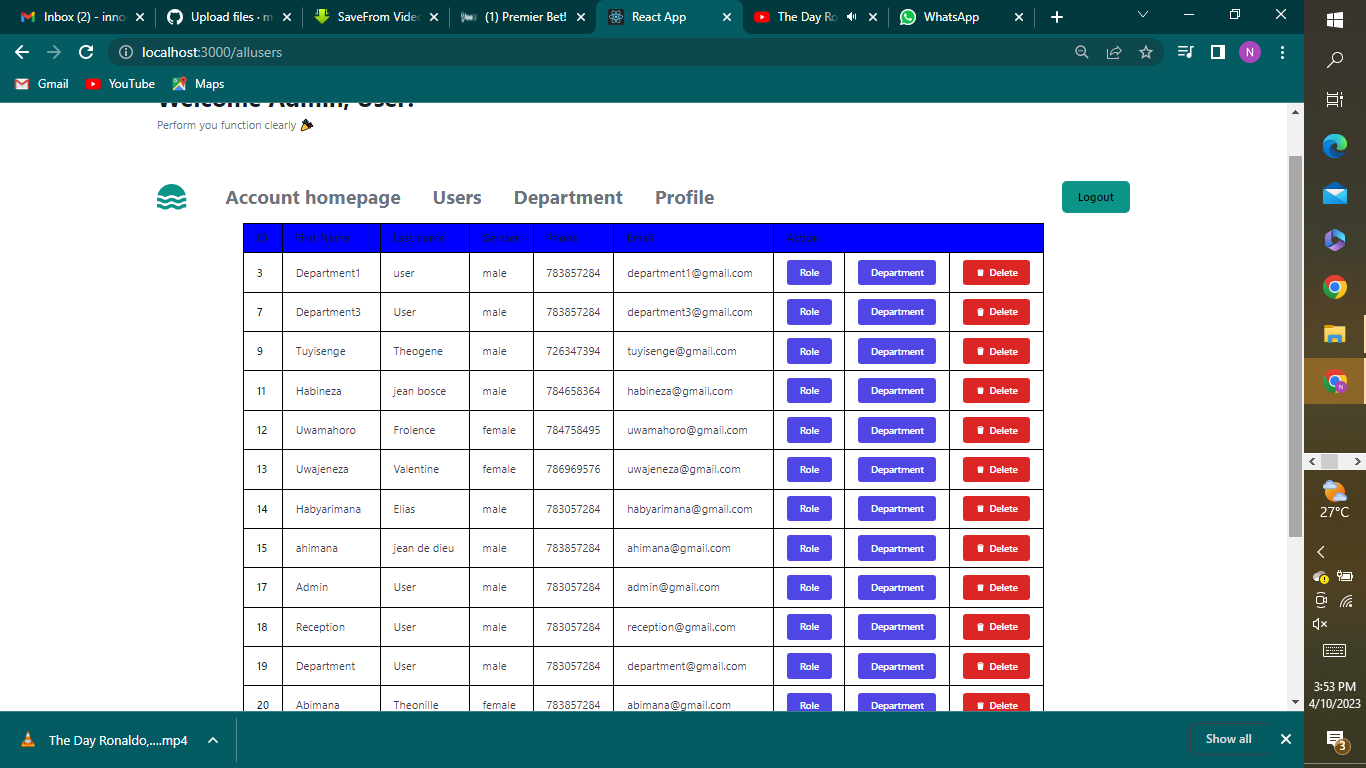 Inbox (2) - inno
Upload files · m
SaveFrom Video
(1) Premier Bet!
React App
The Day Ro
WhatsApp
localhost:3000/allusers
N
Gmail
YouTube
Maps
Welcome Admin, User!
Perform you function clearly
Account homepage
Users
Department
Profile
Logout
ID First Name Last name Gender Phone Email Action
3 Department1 user male 783857284 department1@gmail.com Role Department Delete
7 Department3 User male 783857284 department3@gmail.com Role Department Delete
9 Tuyisenge Theogene male 726347394 tuyisenge@gmail.com Role Department Delete
11 Habineza jean bosce male 784658364 habineza@gmail.com Role Department Delete
12 Uwamahoro Frolence female 784758495 uwamahoro@gmail.com Role Department Delete
13 Uwajeneza Valentine female 786969576 uwajeneza@gmail.com Role Department Delete
14 Habyarimana Elias male 783057284 habyarimana@gmail.com Role Department Delete
15 ahimana jean de dieu male 783857284 ahimana@gmail.com Role Department Delete
17 Admin User male 783057284 admin@gmail.com Role Department Delete
18 Reception User male 783057284 reception@gmail.com Role Department Delete
19 Department User male 783057284 department@gmail.com Role Department Delete
20 Abimana Theonille female 783857284 abimana@gmail.com Role Department Delete
The Day Ronaldo,....mp4
Show all
27°C
3:53 PM
4/10/2023
3